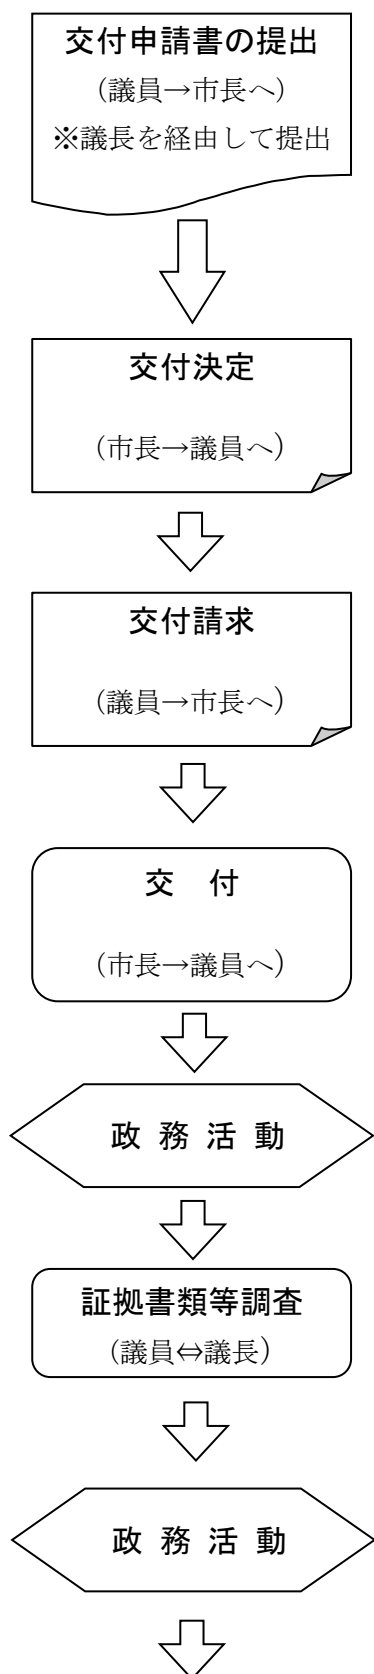 交付申請書の提出
（議員→市長へ）
※議長を経由して提出
交付決定
（市長→議員へ）
交付請求
（議員→市長へ）
交　付
（市長→議員へ）
政 務 活 動
証拠書類等調査
（議員⇔議長）
政 務 活 動